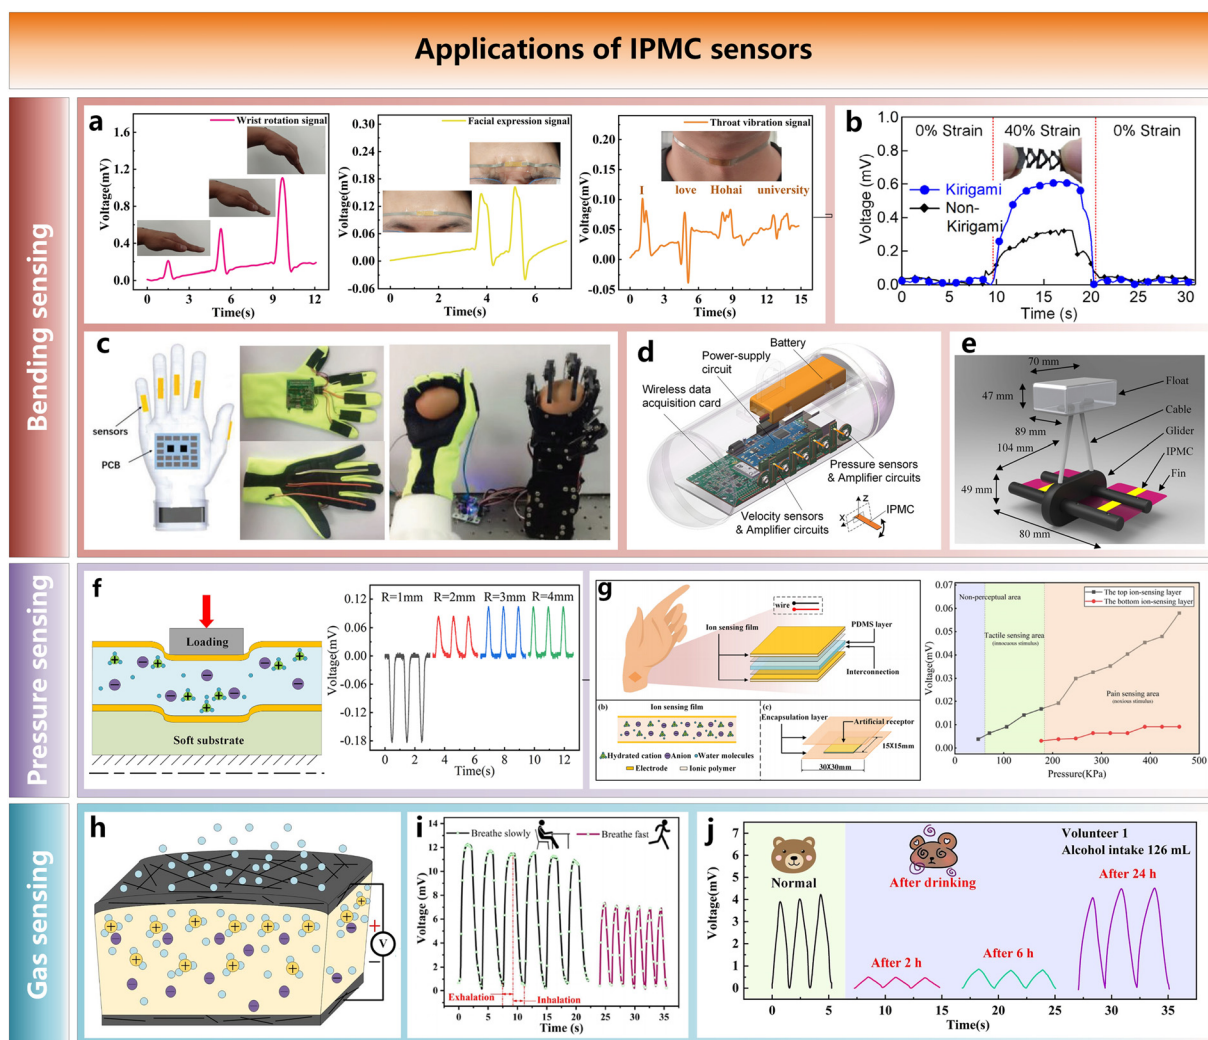 Applications of IPMC sensors
Bending sensing
a
Wrist rotation signal
1.6
1.2
0.8
0.4
0.0
Voltage(mV)
0 3 6 9 12
Time(s)
Facial expression signal
0.30
0.24
0.18
0.12
0.06
0.00
-0.06
Voltage(mV)
0 2 4 6
Time(s)
Throat vibration signal
0.20
0.15
0.10
0.05
0.00
-0.05
Voltage(mV)
I love Hohai university
0 3 6 9 12 15
Time(s)
b
0% Strain 40% Strain 0% Strain
Kirigami
Non-
Kirigami
1.0
0.8
0.6
0.4
0.2
0.0
Voltage (mV)
0 5 10 15 20 25 30
Time (s)
c
sensors
PCB
d
Battery
Power-supply
circuit
Wireless data
acquisition card
Pressure sensors
& Amplifier circuits
Velocity sensors
& Amplifier circuits
IPMC
Z
X
e
70 mm
47 mm
89 mm
104 mm
49 mm
80 mm
Float
Cable
Glider
IPMC
Fin
Pressure sensing
f
Loading
Soft substrate
R=1mm R=2mm R=3mm R=4mm
0.12
0.06
0.00
-0.06
-0.12
-0.18
Voltage(mV)
0 2 4 6 8 10 12
Time(s)
g
wire
Ion sensing film
PDMS layer
Interconnection
(b)
Ion sensing film
Hydrated cation Anion Water molecules
Electrode Ionic polymer
(c)
Encapsulation layer
Artificial receptor
15X15mm
30X30mm
The top ion-sensing layer
The bottom ion-sensing layer
Non-perceptual area
Tactile sensing area
Pain sensing area
(noxious stimulus)
0.07
0.06
0.05
0.04
0.03
0.02
0.01
0.00
Voltage(mV)
0 100 200 300 400 500
Pressure(KPa)
Gas sensing
h
+
V
−
i
Breathe slowly
Breathe fast
14
12
10
8
6
4
2
0
Voltage (mV)
Exhalation
Inhalation
0 5 10 15 20 25 30 35
Time (s)
j
Normal
After drinking
Volunteer 1
Alcohol intake 126 mL
After 2 h
After 6 h
After 24 h
7
6
5
4
3
2
1
0
Voltage(mV)
0 5 10 15 20 25 30 35
Time(s)